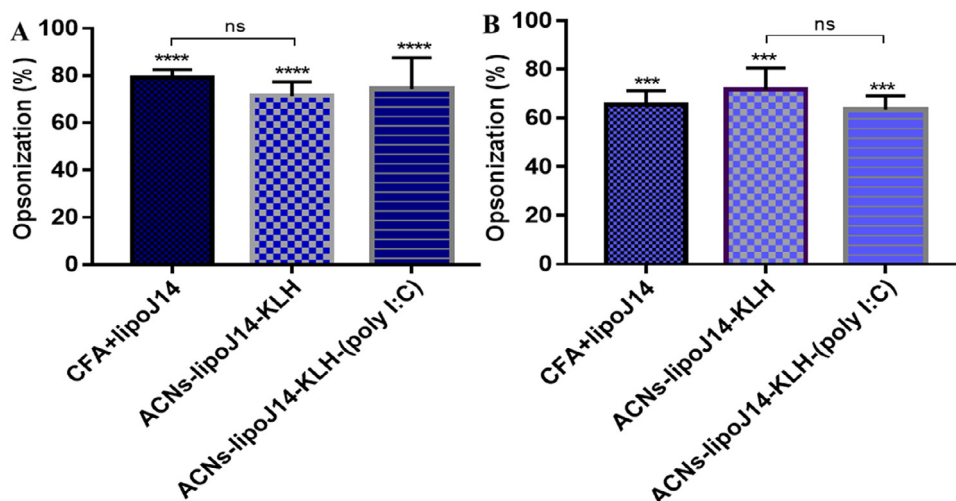 A
Opsonization (%)
100
80
60
40
20
0
ns
****
****
****
CFA+lipoJ14
ACNs-lipoJ14-KLH
ACNs-lipoJ14-KLH-(poly I:C)
B
Opsonization (%)
100
80
60
40
20
0
ns
***
***
***
CFA+lipoJ14
ACNs-lipoJ14-KLH
ACNs-lipoJ14-KLH-(poly I:C)